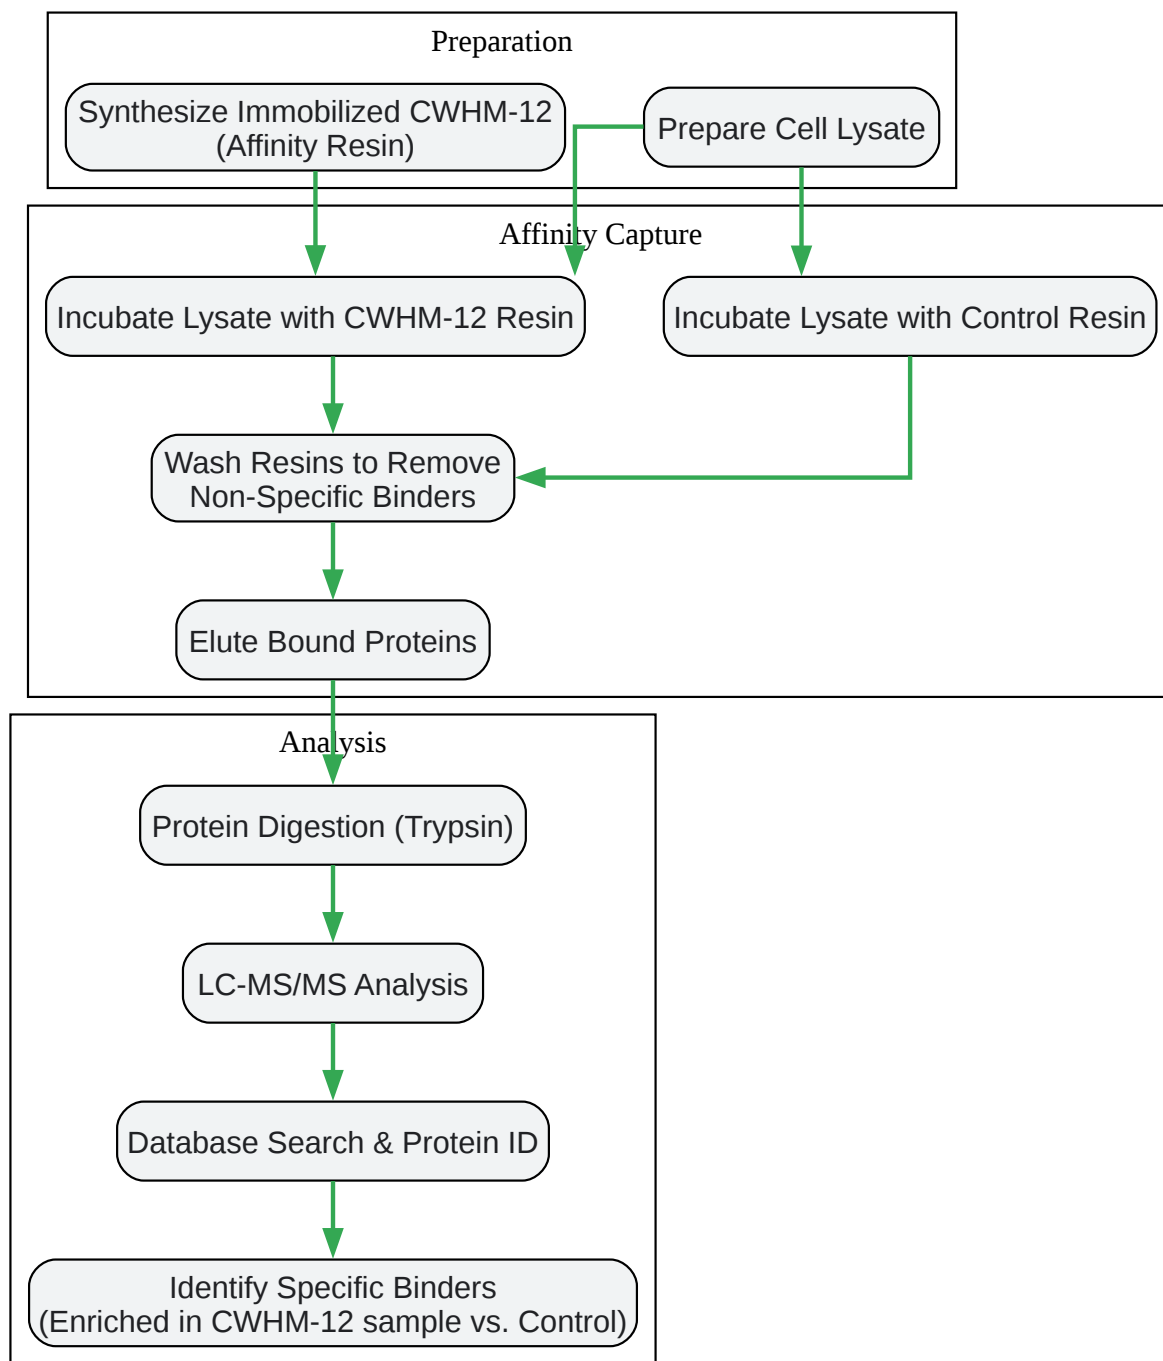 Preparation
Synthesize Immobilized CWHM-12
(Affinity Resin)
Prepare Cell Lysate
Affinity Capture
Incubate Lysate with CWHM-12 Resin
Incubate Lysate with Control Resin
Wash Resins to Remove
Non-Specific Binders
Elute Bound Proteins
Analysis
Protein Digestion (Trypsin)
LC-MS/MS Analysis
Database Search & Protein ID
Identify Specific Binders
(Enriched in CWHM-12 sample vs. Control)